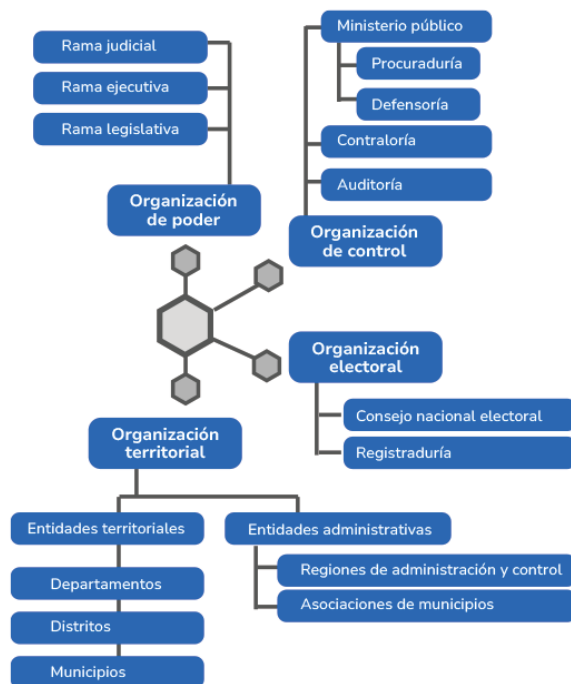 Rama judicial
Rama ejecutiva
Rama legislativa
Organización
de poder
Ministerio público
Procuraduría
Defensoría
Contraloría
Auditoría
Organización
de control
Organización
electoral
Consejo nacional electoral
Registraduría
Organización
territorial
Entidades territoriales
Departamentos
Distritos
Municipios
Entidades administrativas
Regiones de administración y control
Asociaciones de municipios